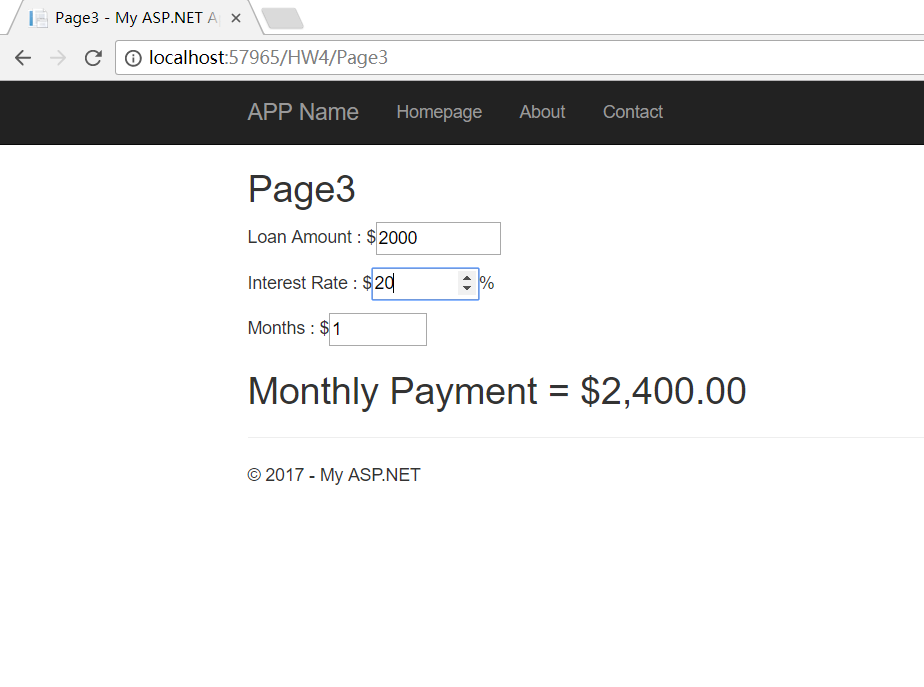 Page3 - My ASP.NET A
localhost:57965/HW4/Page3
APP Name Homepage About Contact
Page3
Loan Amount : $2000
Interest Rate : $20%
Months : $1
Monthly Payment = $2,400.00
© 2017 - My ASP.NET